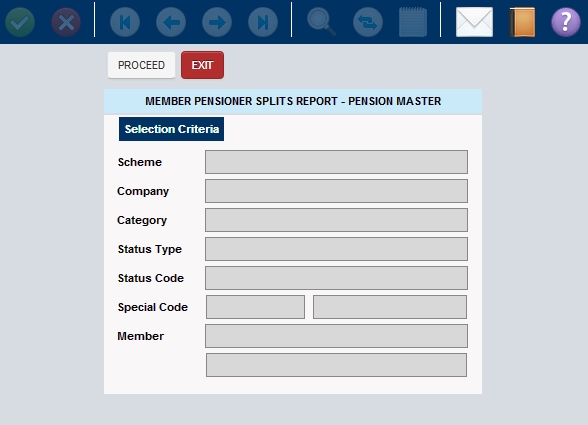 ?
PROCEED EXIT
MEMBER PENSIONER SPLITS REPORT - PENSION MASTER
Selection Criteria
Scheme
Company
Category
Status Type
Status Code
Special Code
Member